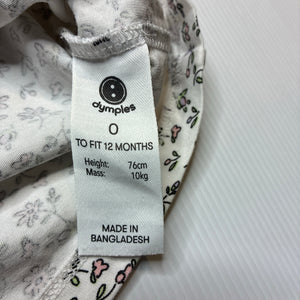 dymples
0
TO FIT 12 MONTHS
Height: 76cm
Mass: 10kg
MADE IN
BANGLADESH